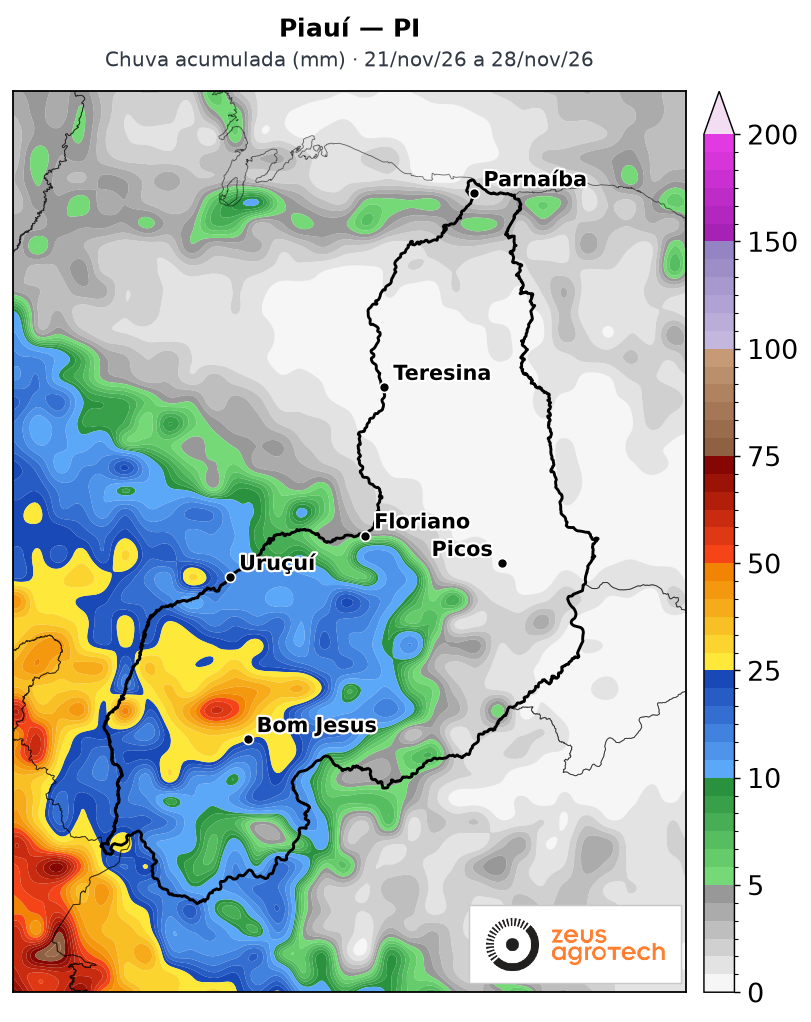 Piauí — PI
Chuva acumulada (mm) · 21/nov/26 a 28/nov/26
Parnaíba
Teresina
Floriano
Picos
Uruçuí
Bom Jesus
200
150
100
75
50
25
10
5
0
zeus
agrotech